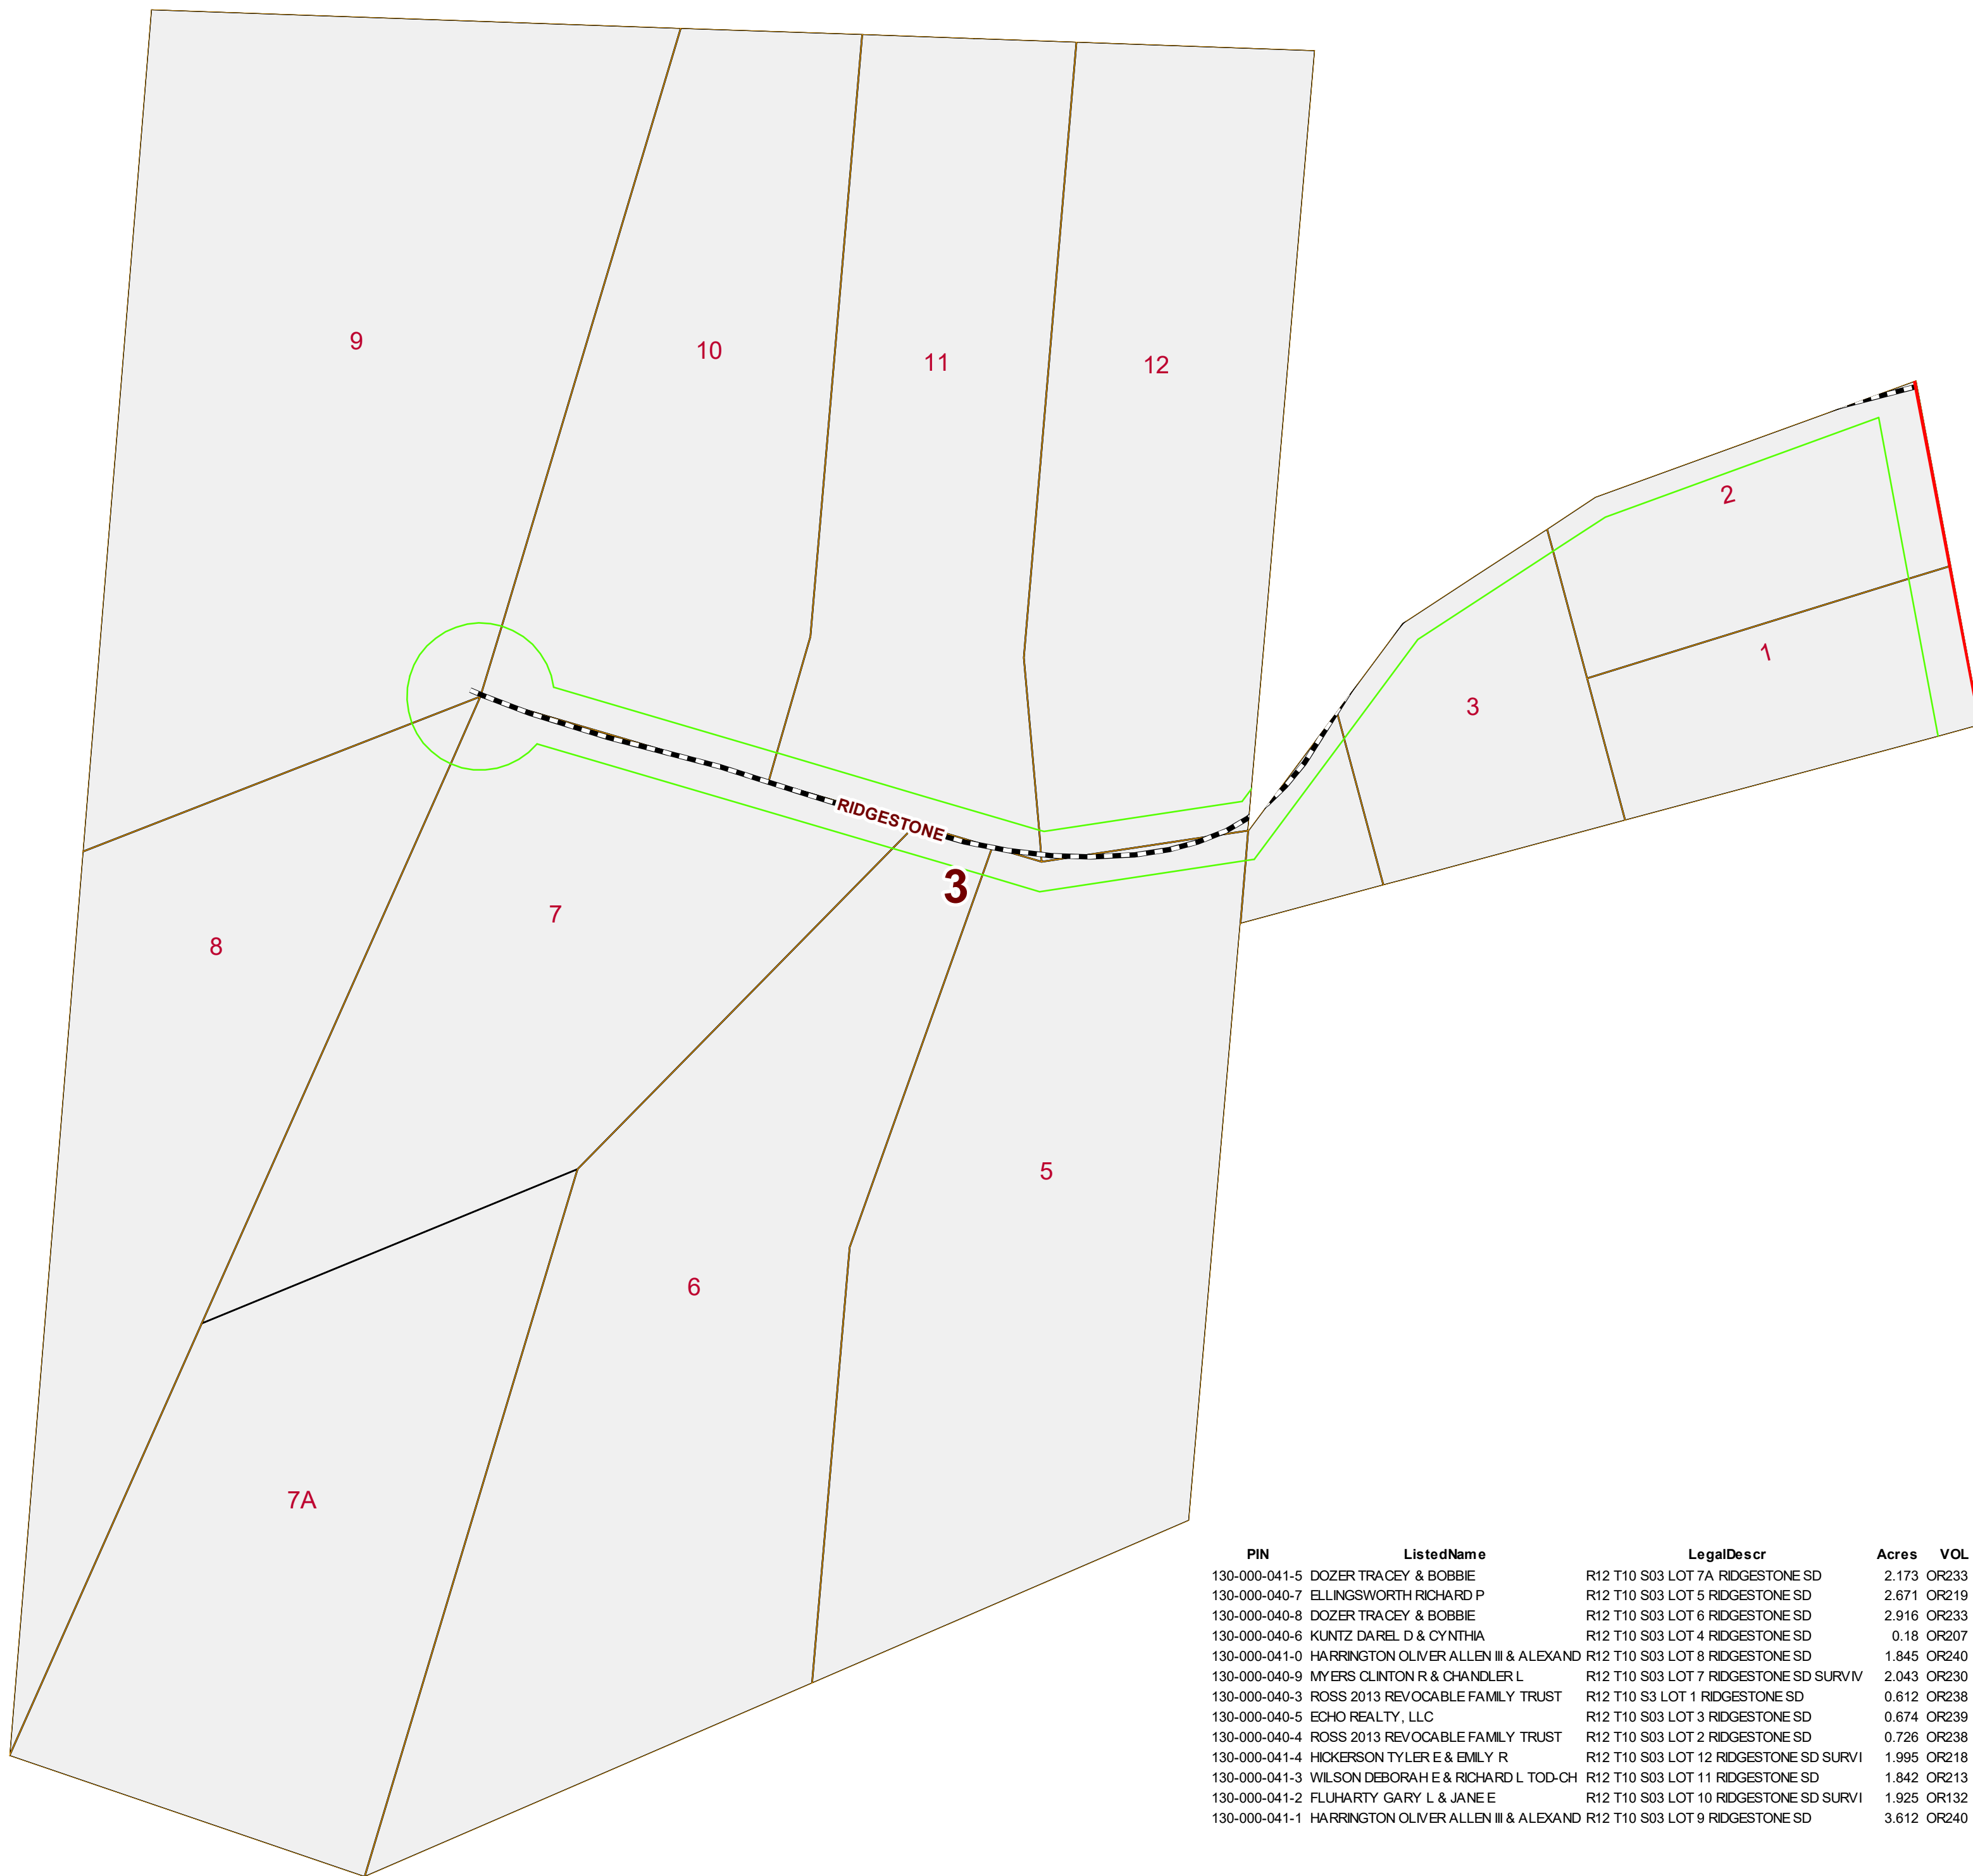 9
10
11
12
2
1
3
RIDGESTONE
3
7
8
5
6
7A
PIN ListedName LegalDescr Acres VOL
130-000-041-5 DOZER TRACEY & BOBBIE R12 T10 S03 LOT 7A RIDGESTONE SD 2.173 OR233
130-000-040-7 ELLINGSWORTH RICHARD P R12 T10 S03 LOT 5 RIDGESTONE SD 2.671 OR219
130-000-040-8 DOZER TRACEY & BOBBIE R12 T10 S03 LOT 6 RIDGESTONE SD 2.916 OR233
130-000-040-6 KUNTZ DAREL D & CYNTHIA R12 T10 S03 LOT 4 RIDGESTONE SD 0.18 OR207
130-000-041-0 HARRINGTON OLIVER ALLEN III & ALEXAND R12 T10 S03 LOT 8 RIDGESTONE SD 1.845 OR240
130-000-040-9 MYERS CLINTON R & CHANDLER L R12 T10 S03 LOT 7 RIDGESTONE SD SURVIV 2.043 OR230
130-000-040-3 ROSS 2013 REVOCABLE FAMILY TRUST R12 T10 S3 LOT 1 RIDGESTONE SD 0.612 OR238
130-000-040-5 ECHO REALTY, LLC R12 T10 S03 LOT 3 RIDGESTONE SD 0.674 OR239
130-000-040-4 ROSS 2013 REVOCABLE FAMILY TRUST R12 T10 S03 LOT 2 RIDGESTONE SD 0.726 OR238
130-000-041-4 HICKERSON TYLER E & EMILY R R12 T10 S03 LOT 12 RIDGESTONE SD SURVI 1.995 OR218
130-000-041-3 WILSON DEBORAH E & RICHARD L TOD-CH R12 T10 S03 LOT 11 RIDGESTONE SD 1.842 OR213
130-000-041-2 FLUHARTY GARY L & JANE E R12 T10 S03 LOT 10 RIDGESTONE SD SURVI 1.925 OR132
130-000-041-1 HARRINGTON OLIVER ALLEN III & ALEXAND R12 T10 S03 LOT 9 RIDGESTONE SD 3.612 OR240